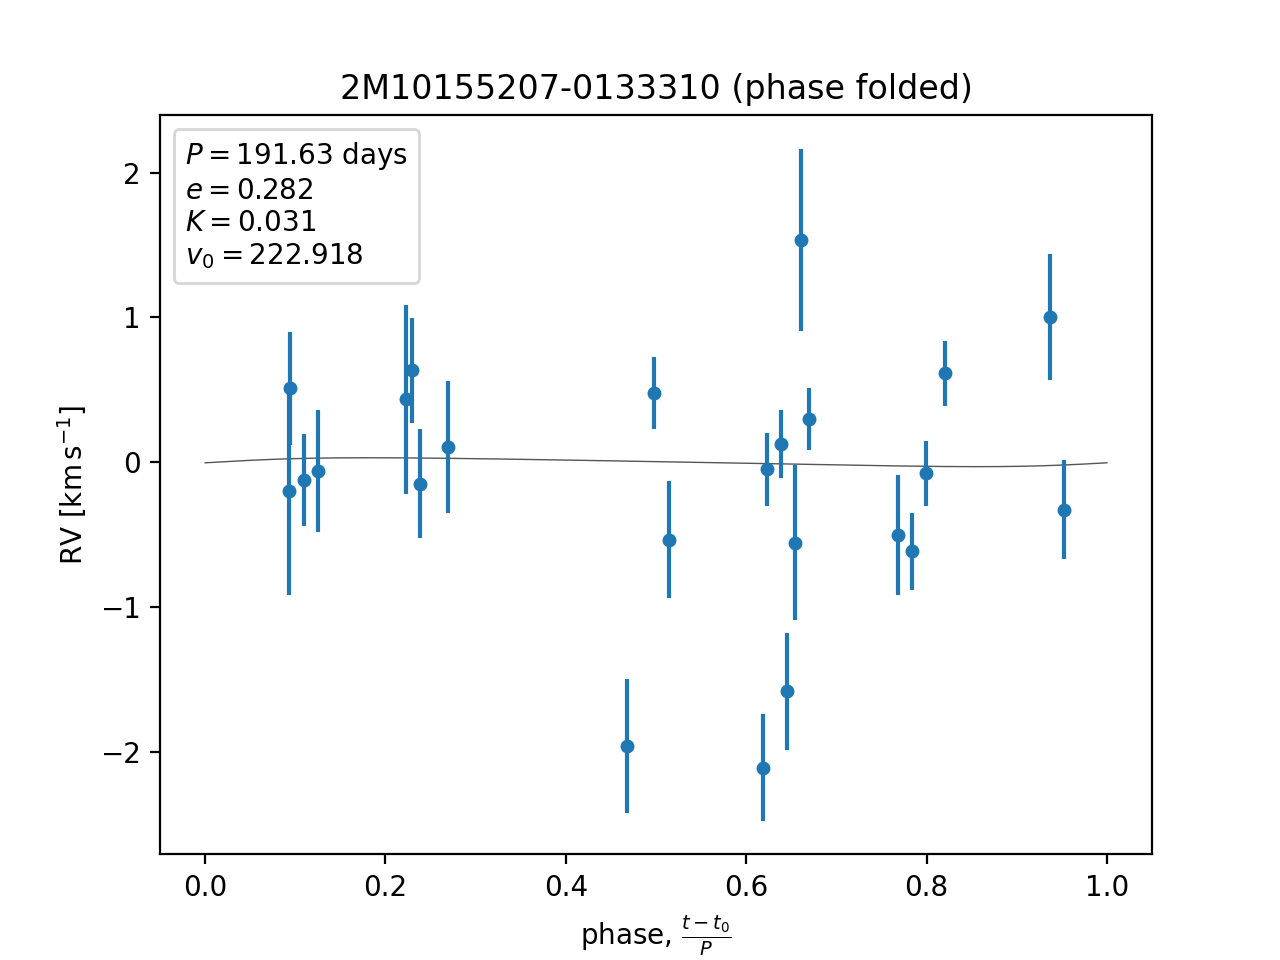 2M10155207-0133310 (phase folded)
P = 191.63 days
e = 0.282
K = 0.031
v₀ = 222.918
2
1
0
−1
−2
RV [km s⁻¹]
0.0 0.2 0.4 0.6 0.8 1.0
phase, (t − t₀)/P